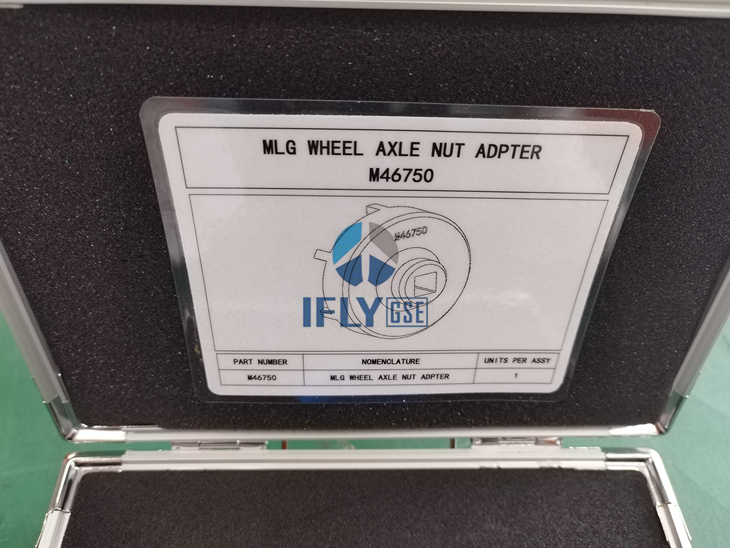 MLG WHEEL AXLE NUT ADPTER
M46750
M46750
IFLY GSE
PART NUMBER NOMENCLATURE UNITS PER ASSY
M46750 MLG WHEEL AXLE NUT ADPTER 1